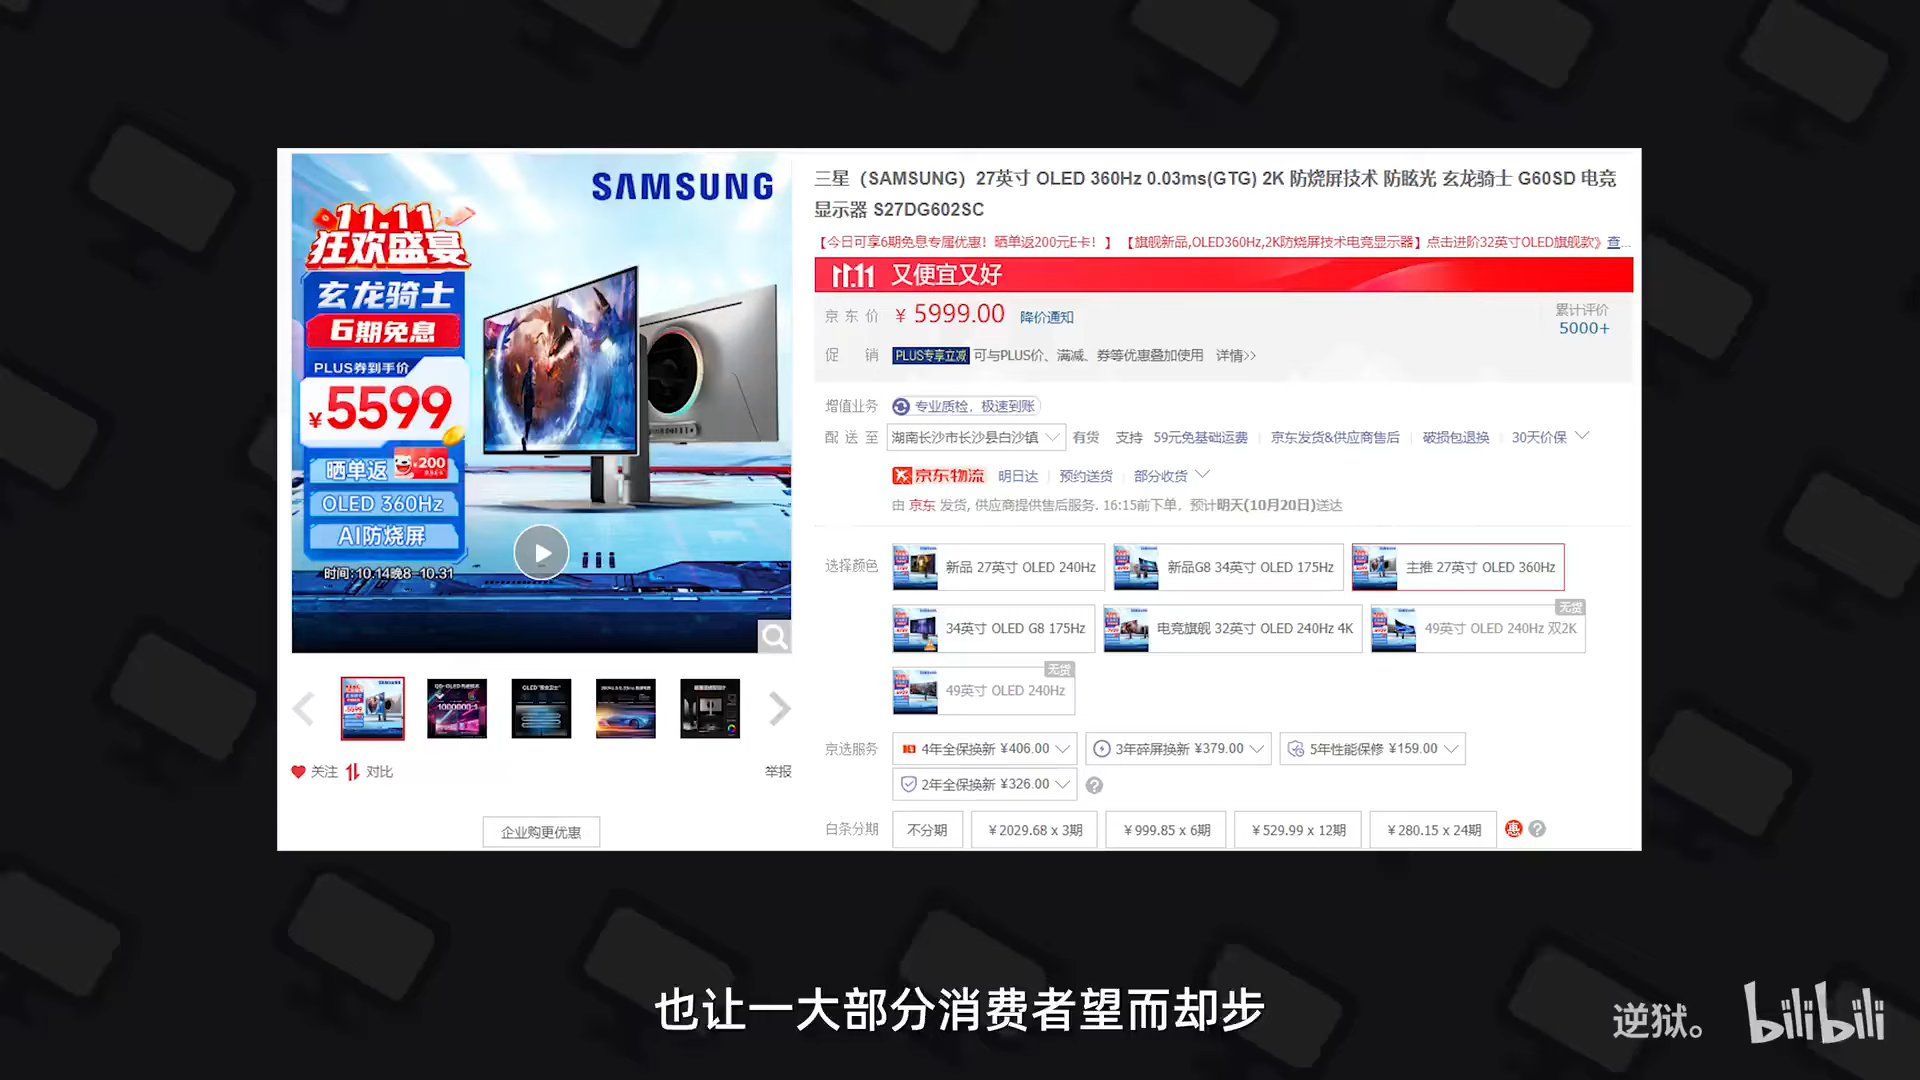 SAMSUNG
11.11
狂欢盛宴
玄龙骑士
6期免息
PLUS券到手价
¥5599
晒单返 ¥200
OLED 360Hz
AI防烧屏
时间:10.14晚8-10.31
关注 对比 举报
企业购更优惠
三星（SAMSUNG）27英寸 OLED 360Hz 0.03ms(GTG) 2K 防烧屏技术 防眩光 玄龙骑士 G60SD 电竞
显示器 S27DG602SC
【今日可享6期免息专属优惠！晒单返200元E卡！】【旗舰新品,OLED360Hz,2K防烧屏技术电竞显示器】点击进阶32英寸OLED旗舰款》查...
11.11 又便宜又好
京东价 ¥ 5999.00 降价通知
累计评价
5000+
促销 PLUS专享立减 可与PLUS价、满减、券等优惠叠加使用 详情>>
增值业务 专业质检，极速到账
配送至 湖南长沙市长沙县白沙镇 有货 支持 59元免基础运费 京东发货&供应商售后 破损包退换 30天价保
京东物流 明日达 预约送货 部分收货
由 京东 发货, 供应商提供售后服务. 16:15前下单，预计明天(10月20日)送达
选择颜色 新品 27英寸 OLED 240Hz 新品G8 34英寸 OLED 175Hz 主推 27英寸 OLED 360Hz
34英寸 OLED G8 175Hz 电竞旗舰 32英寸 OLED 240Hz 4K 49英寸 OLED 240Hz 双2K 无货
49英寸 OLED 240Hz 无货
京选服务 4年全保换新 ¥406.00 3年碎屏换新 ¥379.00 5年性能保修 ¥159.00
2年全保换新 ¥326.00
白条分期 不分期 ¥2029.68 x 3期 ¥999.85 x 6期 ¥529.99 x 12期 ¥280.15 x 24期 惠
也让一大部分消费者望而却步
逆狱。 bilibili